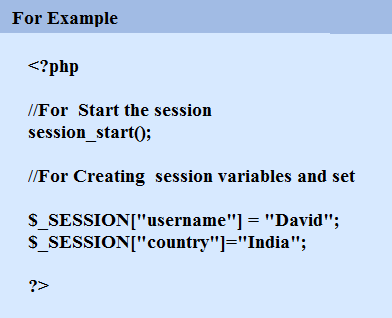 For Example
<?php
//For  Start the session
session_start();
//For Creating  session variables and set
$_SESSION["username"] = "David";
$_SESSION["country"]="India";
?>